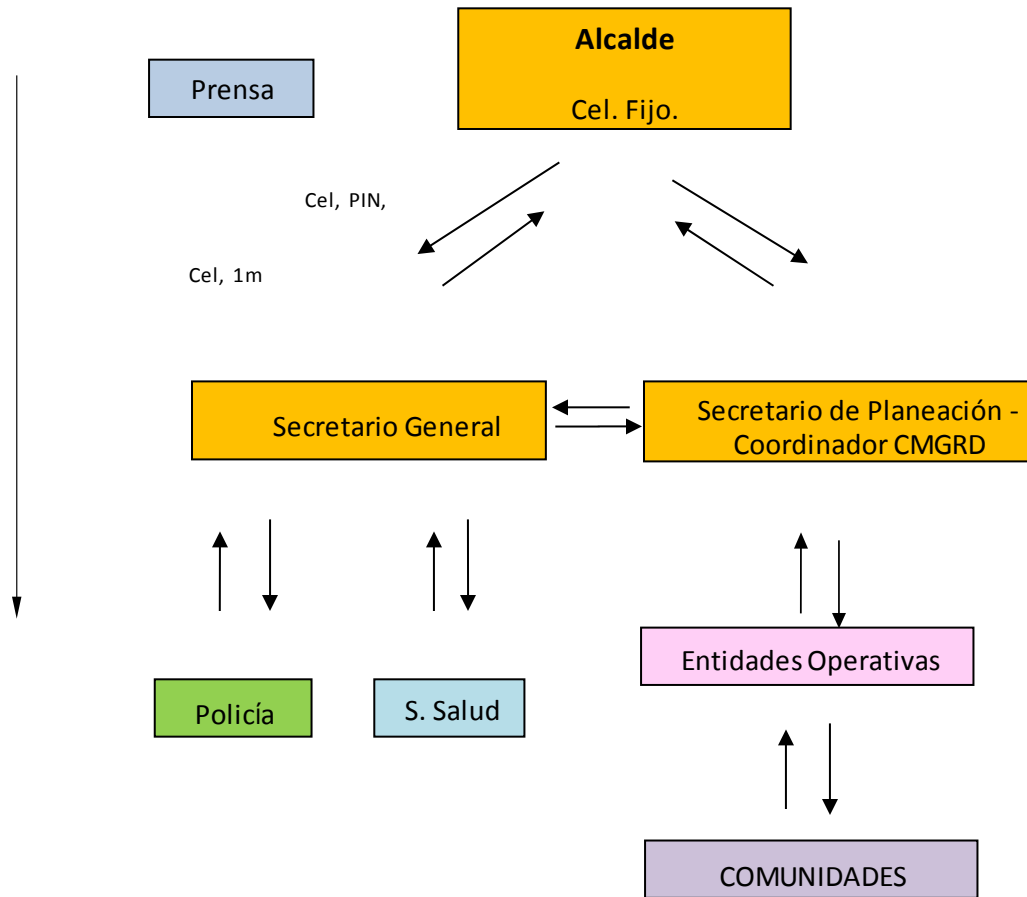 Alcalde
Prensa
Cel. Fijo.
Cel, PIN,
Cel, 1m
Secretario General
Secretario de Planeación -
Coordinador CMGRD
Entidades Operativas
Policía
S. Salud
COMUNIDADES